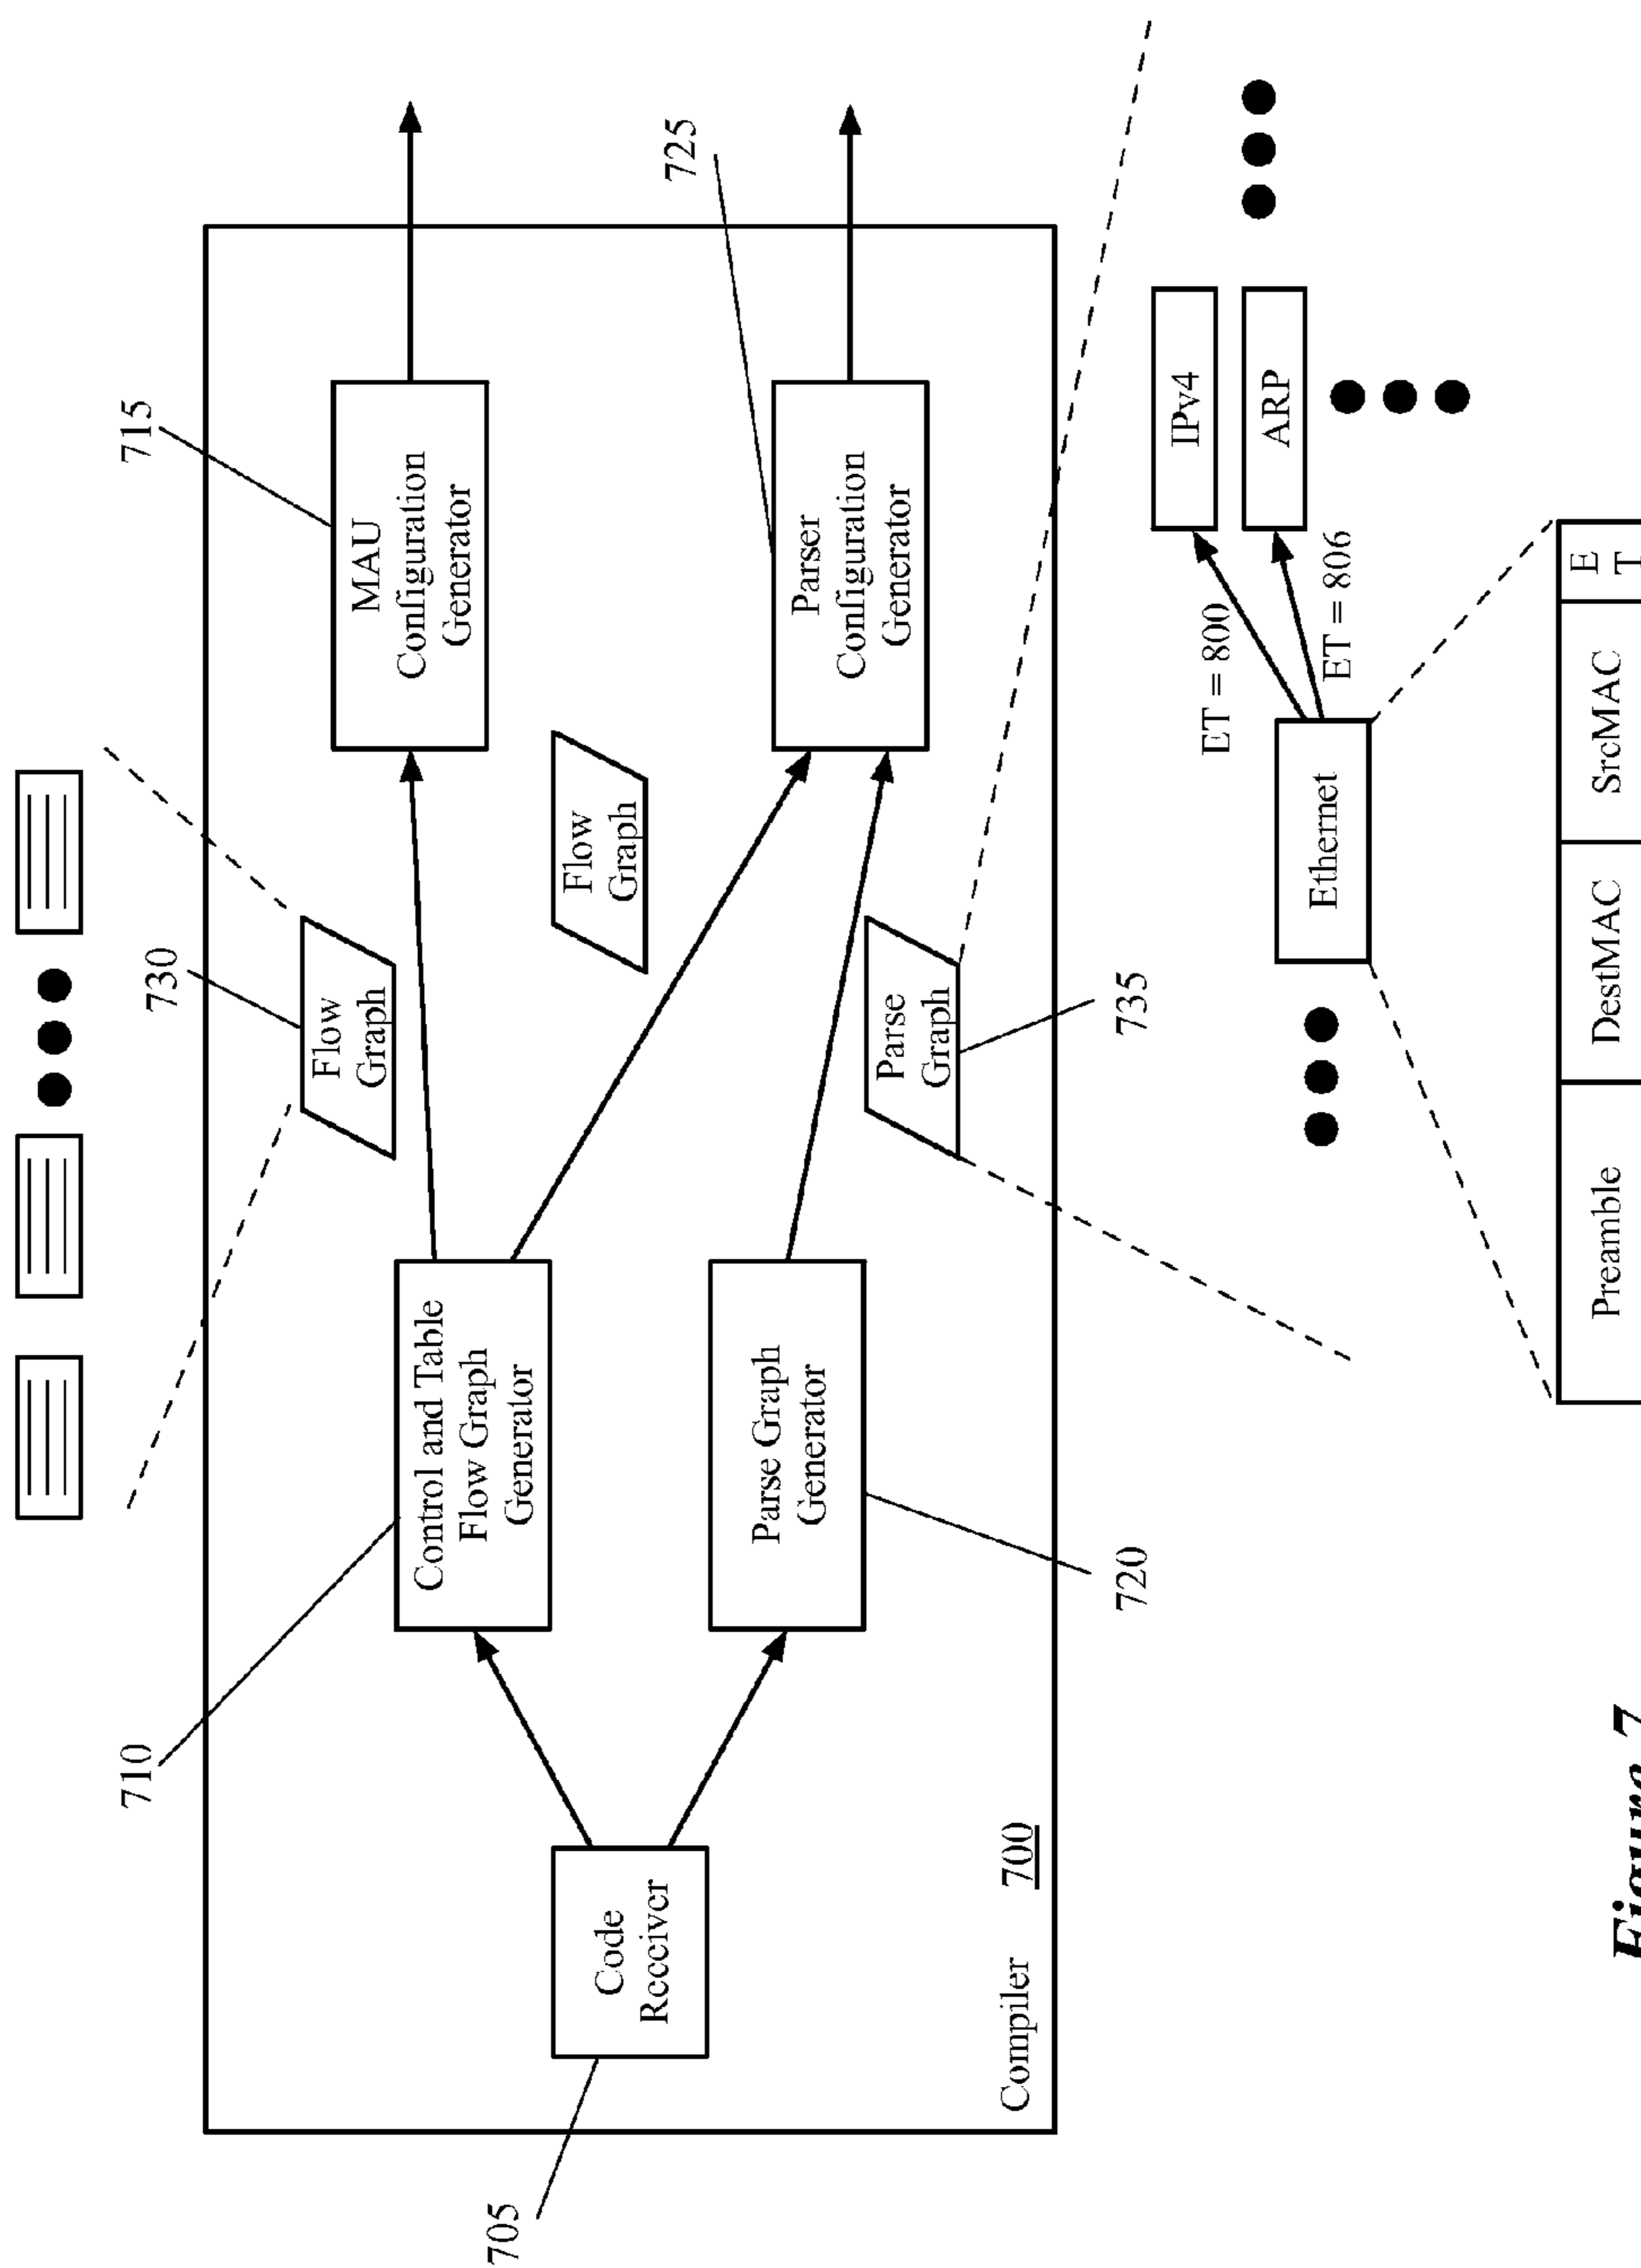 730
Flow
Graph
710
Control and Table
Flow Graph
Generator
715
MAU
Configuration
Generator
705
Code
Receiver
Flow
Graph
720
Parse Graph
Generator
725
Parser
Configuration
Generator
Parse
Graph
735
Compiler 700
IPv4
ARP
ET = 800
ET = 806
Ethernet
Preamble
DestMAC
SrcMAC
E
T
Figure 7